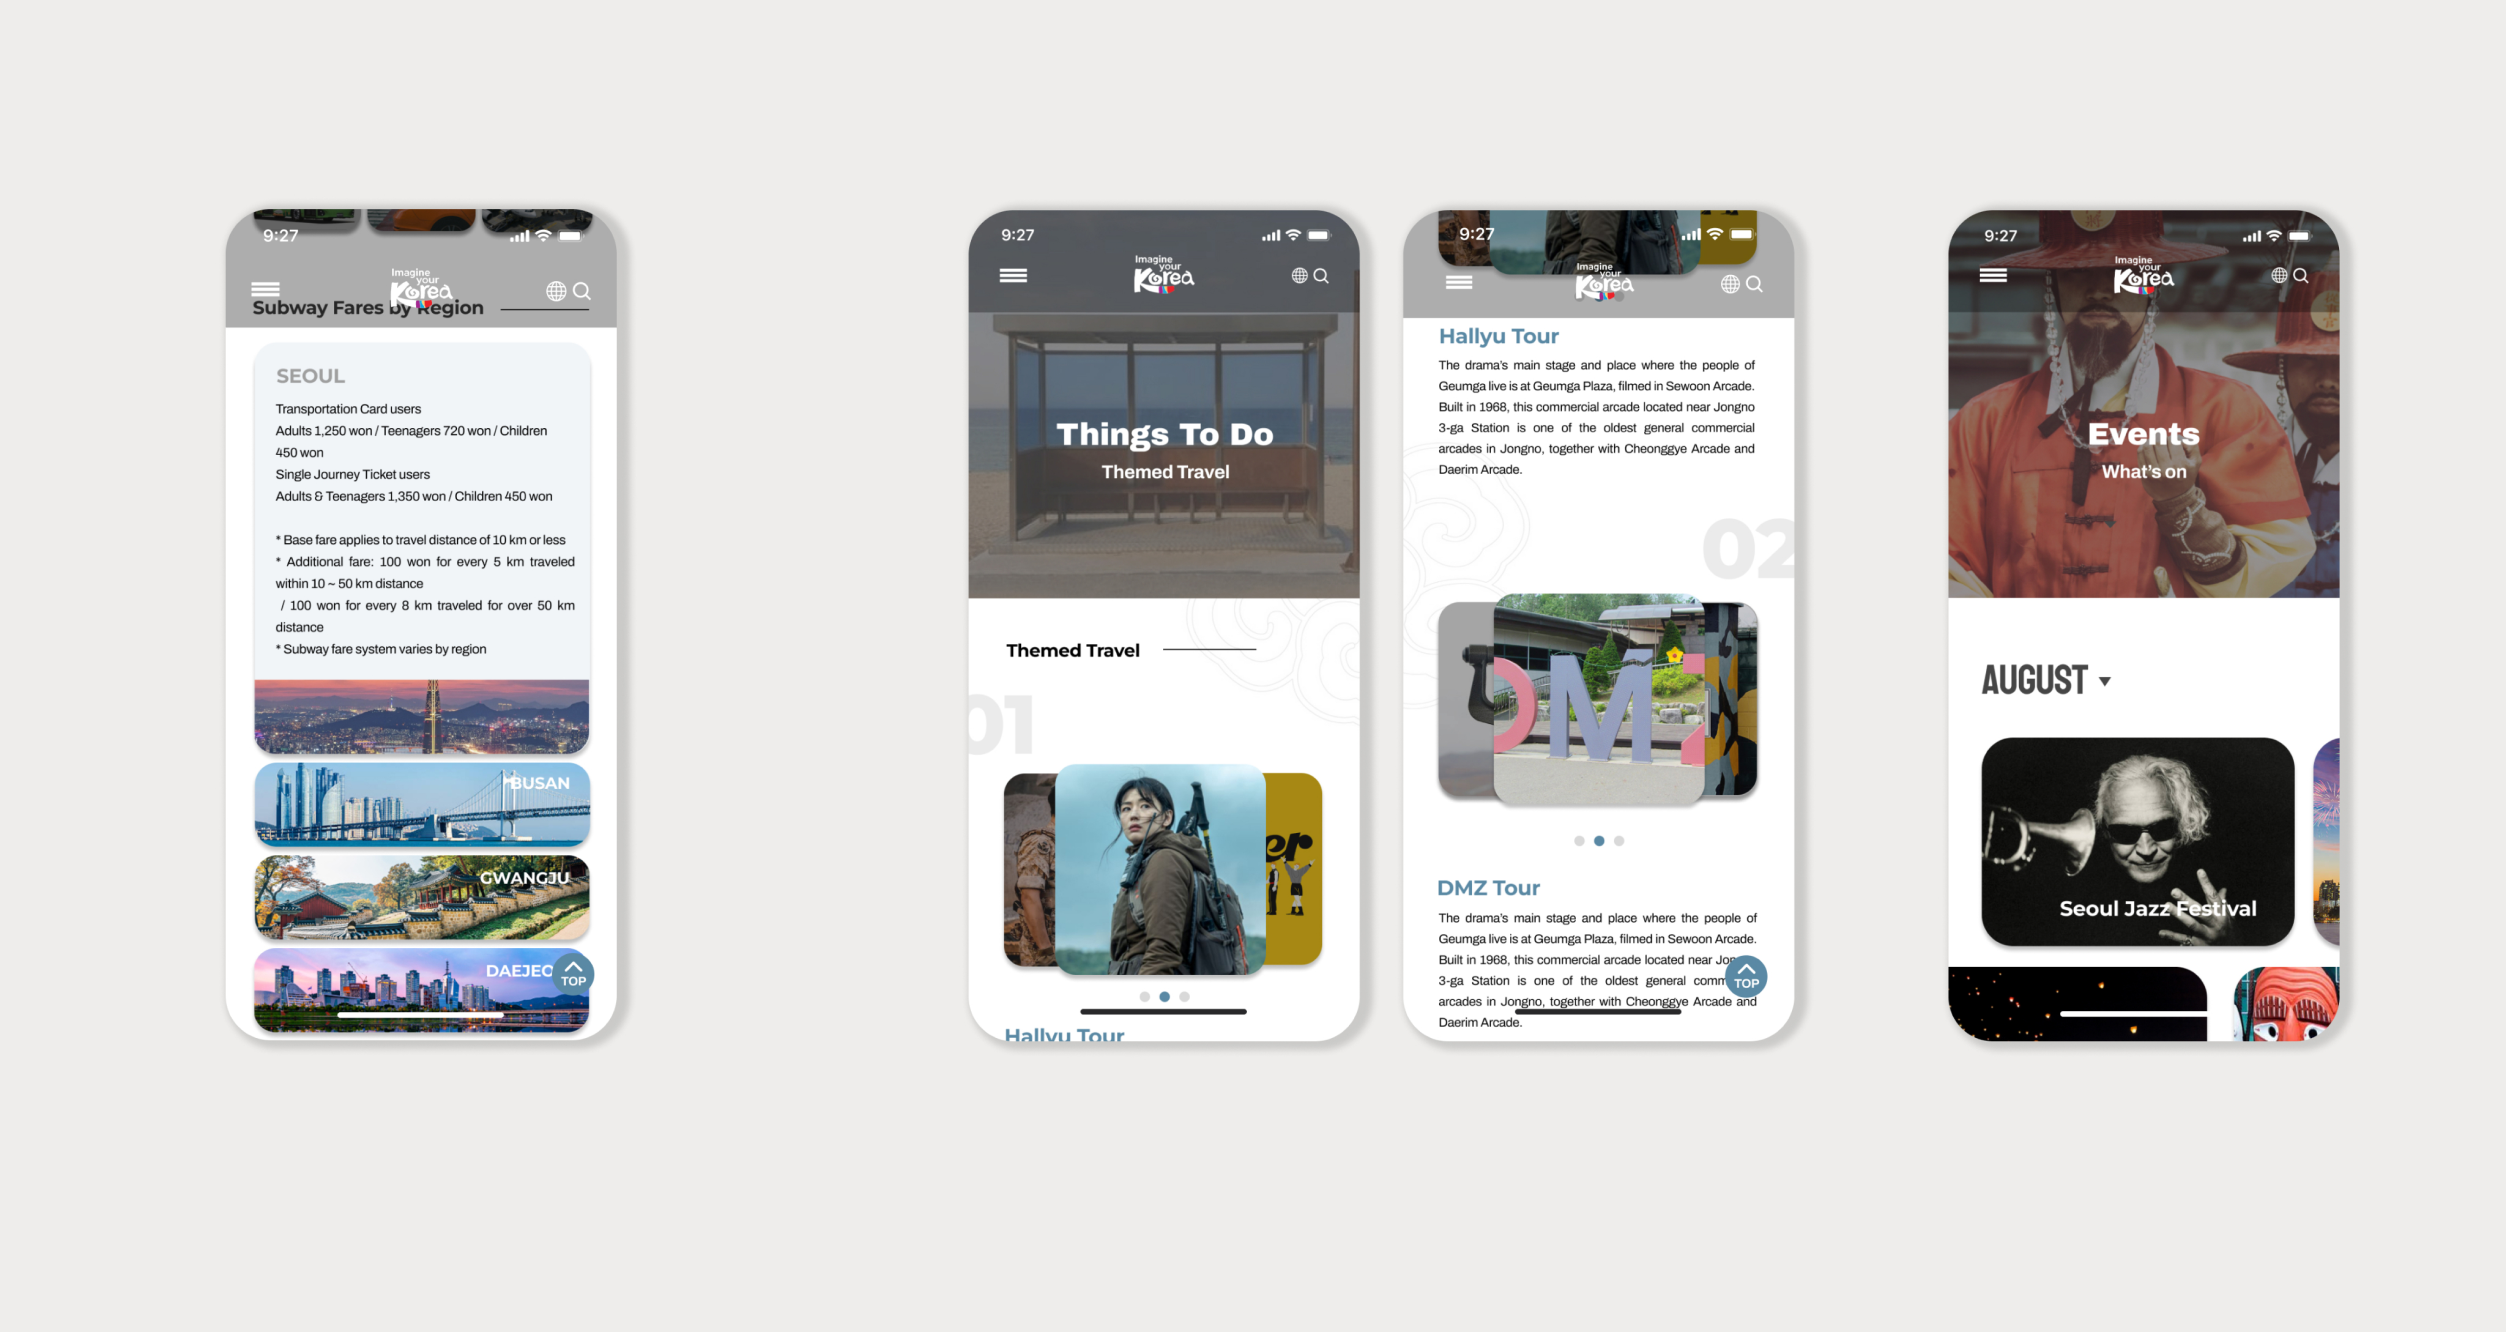 9:27
Imagine
your
Korea
Subway Fares by Region
SEOUL
Transportation Card users
Adults 1,250 won / Teenagers 720 won / Children
450 won
Single Journey Ticket users
Adults & Teenagers 1,350 won / Children 450 won
* Base fare applies to travel distance of 10 km or less
* Additional fare: 100 won for every 5 km traveled
within 10 ~ 50 km distance
/ 100 won for every 8 km traveled for over 50 km
distance
* Subway fare system varies by region
BUSAN
GWANGJU
DAEJEO
TOP
9:27
Imagine
your
Korea
Things To Do
Themed Travel
Themed Travel
01
er
Hallyu Tour
9:27
Imagine
your
Korea
Hallyu Tour
The drama's main stage and place where the people of
Geumga live is at Geumga Plaza, filmed in Sewoon Arcade.
Built in 1968, this commercial arcade located near Jongno
3-ga Station is one of the oldest general commercial
arcades in Jongno, together with Cheonggye Arcade and
Daerim Arcade.
02
DMZ
DMZ Tour
The drama's main stage and place where the people of
Geumga live is at Geumga Plaza, filmed in Sewoon Arcade.
Built in 1968, this commercial arcade located near Jon
3-ga Station is one of the oldest general comm
arcades in Jongno, together with Cheonggye Arcade and
Daerim Arcade.
TOP
9:27
Imagine
your
Korea
Events
What's on
AUGUST
Seoul Jazz Festival